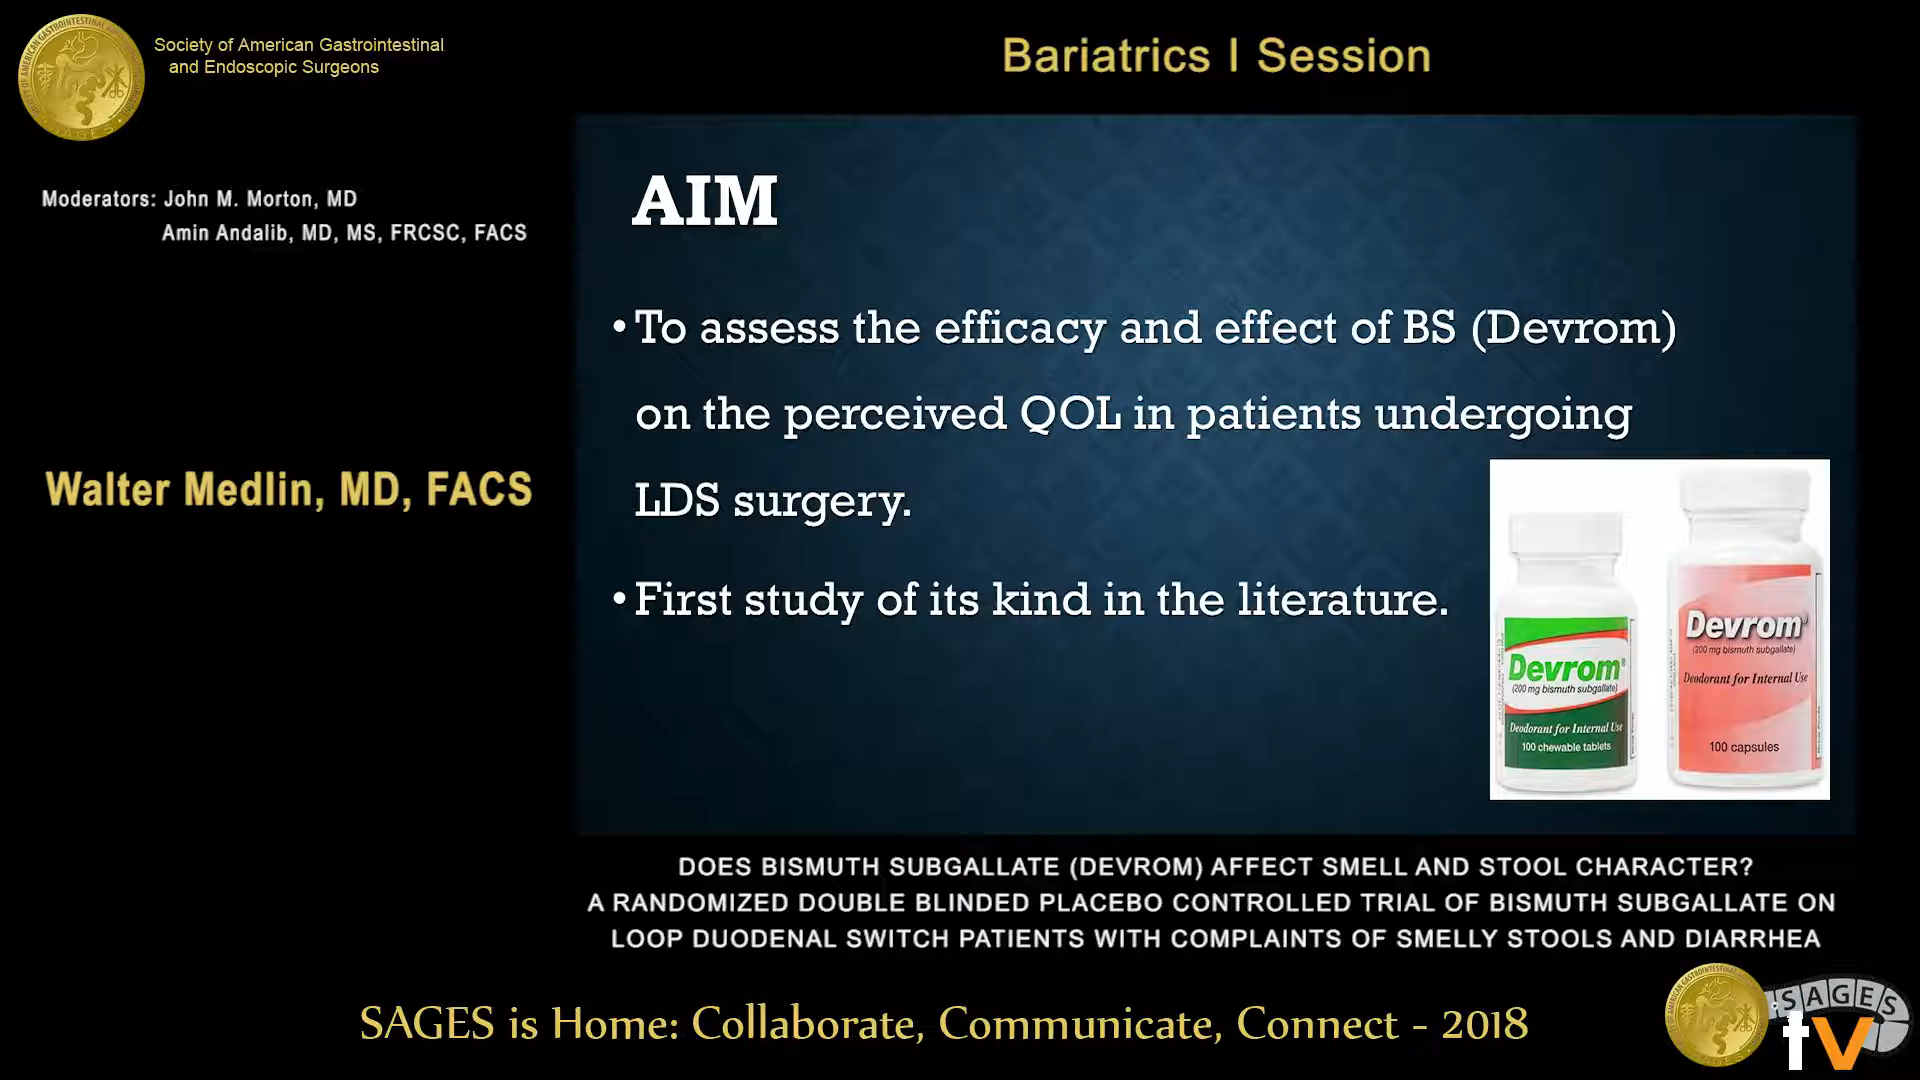 Society of American Gastrointestinal
and Endoscopic Surgeons
Bariatrics I Session
Moderators: John M. Morton, MD
Amin Andalib, MD, MS, FRCSC, FACS
Walter Medlin, MD, FACS
AIM
• To assess the efficacy and effect of BS (Devrom)
on the perceived QOL in patients undergoing
LDS surgery.
• First study of its kind in the literature.
Devrom®
(200 mg bismuth subgallate)
Deodorant for Internal Use
100 chewable tablets
Devrom®
(200 mg bismuth subgallate)
Deodorant for Internal Use
100 capsules
DOES BISMUTH SUBGALLATE (DEVROM) AFFECT SMELL AND STOOL CHARACTER?
A RANDOMIZED DOUBLE BLINDED PLACEBO CONTROLLED TRIAL OF BISMUTH SUBGALLATE ON
LOOP DUODENAL SWITCH PATIENTS WITH COMPLAINTS OF SMELLY STOOLS AND DIARRHEA
SAGES is Home: Collaborate, Communicate, Connect - 2018
SAGES
tv